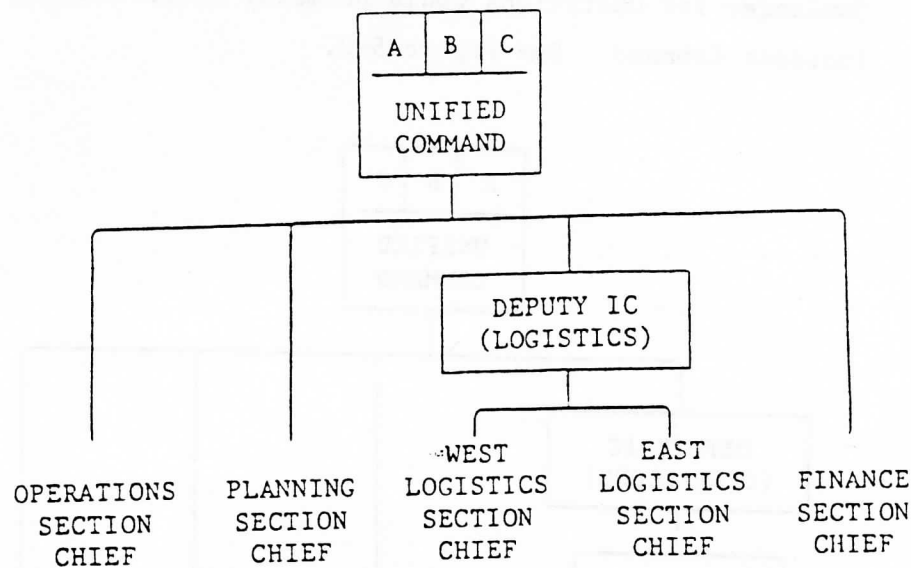 A B C
UNIFIED
COMMAND
DEPUTY IC
(LOGISTICS)
OPERATIONS
SECTION
CHIEF
PLANNING
SECTION
CHIEF
WEST
LOGISTICS
SECTION
CHIEF
EAST
LOGISTICS
SECTION
CHIEF
FINANCE
SECTION
CHIEF